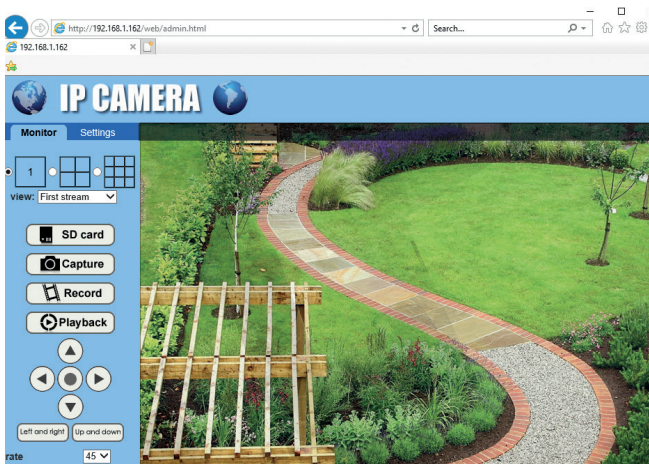 http://192.168.1.162/web/admin.html
Search...
192.168.1.162
IP CAMERA
Monitor Settings
1
view: First stream
SD card
Capture
Record
Playback
Left and right Up and down
rate 45